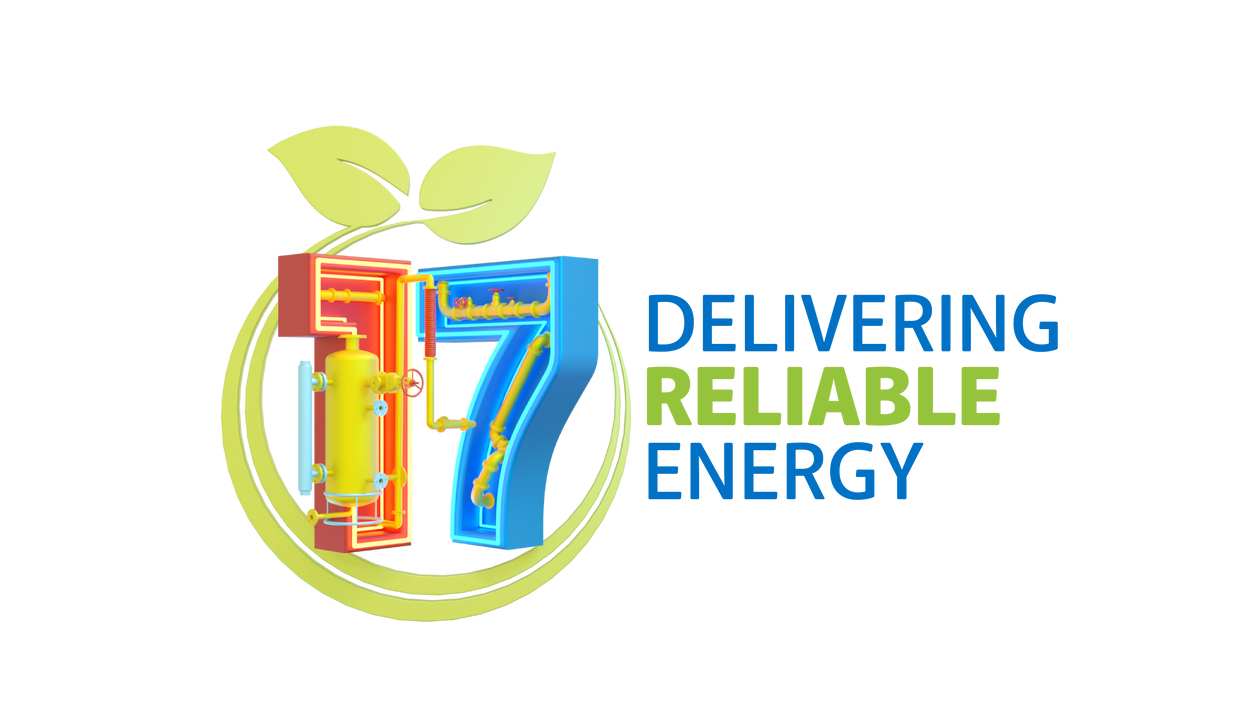 17
DELIVERING
RELIABLE
ENERGY